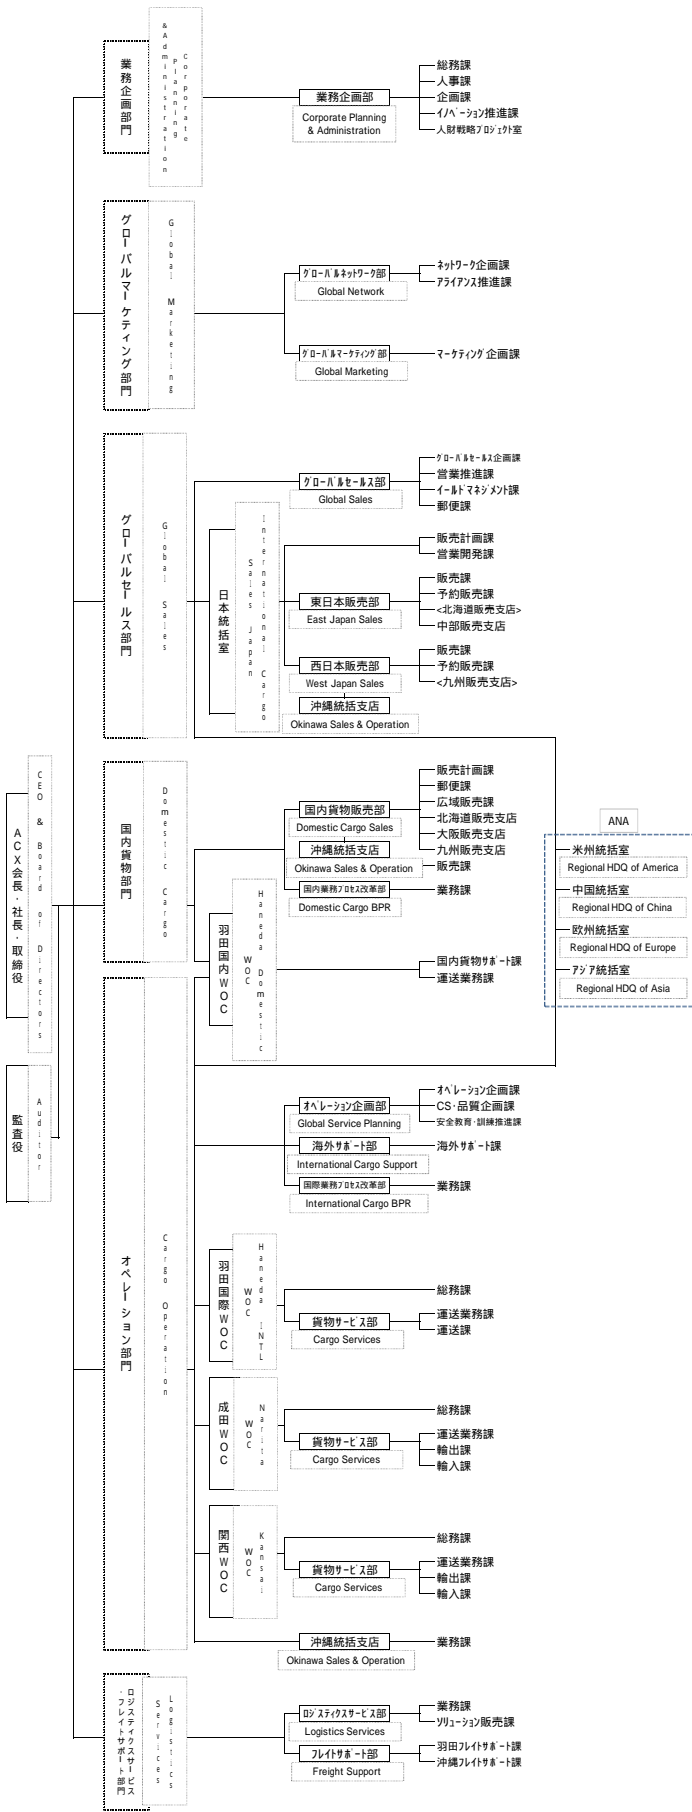 業務企画部門
Corporate
Planning
&Administration
業務企画部
Corporate Planning
& Administration
総務課
人事課
企画課
ｲﾉﾍﾞｰｼｮﾝ推進課
人財戦略ﾌﾟﾛｼﾞｪｸﾄ室
グローバルマーケティング部門
Global Marketing
ｸﾞﾛｰﾊﾞﾙﾈｯﾄﾜｰｸ部
Global Network
ﾈｯﾄﾜｰｸ企画課
ｱﾗｲｱﾝｽ推進課
ｸﾞﾛｰﾊﾞﾙﾏｰｹﾃｨﾝｸﾞ部
Global Marketing
ﾏｰｹﾃｨﾝｸﾞ企画課
グローバルセールス部門
Global Sales
ｸﾞﾛｰﾊﾞﾙｾｰﾙｽ部
Global Sales
ｸﾞﾛｰﾊﾞﾙｾｰﾙｽ企画課
営業推進課
ｲｰﾙﾄﾞﾏﾈｼﾞﾒﾝﾄ課
郵便課
日本統括室
International Cargo
Sales Japan
販売計画課
営業開発課
東日本販売部
East Japan Sales
販売課
予約販売課
<北海道販売支店>
中部販売支店
西日本販売部
West Japan Sales
販売課
予約販売課
<九州販売支店>
沖縄統括支店
Okinawa Sales & Operation
ACX会長・社長・取締役
CEO & Board of Directors
監査役
Auditor
国内貨物部門
Domestic Cargo
国内貨物販売部
Domestic Cargo Sales
販売計画課
郵便課
広域販売課
北海道販売支店
大阪販売支店
九州販売支店
沖縄統括支店
Okinawa Sales & Operation
販売課
国内業務ﾌﾟﾛｾｽ改革部
Domestic Cargo BPR
業務課
羽田国内WOC
Haneda Domestic
WOC
国内貨物ｻﾎﾟｰﾄ課
運送業務課
ANA
米州統括室
Regional HDQ of America
中国統括室
Regional HDQ of China
欧州統括室
Regional HDQ of Europe
ｱｼﾞｱ統括室
Regional HDQ of Asia
オペレーション部門
Cargo Operation
ｵﾍﾟﾚｰｼｮﾝ企画部
Global Service Planning
ｵﾍﾟﾚｰｼｮﾝ企画課
CS･品質企画課
安全教育･訓練推進課
海外ｻﾎﾟｰﾄ部
International Cargo Support
海外ｻﾎﾟｰﾄ課
国際業務ﾌﾟﾛｾｽ改革部
International Cargo BPR
業務課
羽田国際WOC
Haneda INTL
WOC
総務課
貨物ｻｰﾋﾞｽ部
Cargo Services
運送業務課
運送課
成田WOC
Narita
WOC
総務課
貨物ｻｰﾋﾞｽ部
Cargo Services
運送業務課
輸出課
輸入課
関西WOC
Kansai
WOC
総務課
貨物ｻｰﾋﾞｽ部
Cargo Services
運送業務課
輸出課
輸入課
沖縄統括支店
Okinawa Sales & Operation
業務課
ロジスティクスサービス
・フレイトサポート部門
Logistics
Services
ﾛｼﾞｽﾃｨｸｽｻｰﾋﾞｽ部
Logistics Services
業務課
ｿﾘｭｰｼｮﾝ販売課
ﾌﾚｲﾄｻﾎﾟｰﾄ部
Freight Support
羽田ﾌﾚｲﾄｻﾎﾟｰﾄ課
沖縄ﾌﾚｲﾄｻﾎﾟｰﾄ課